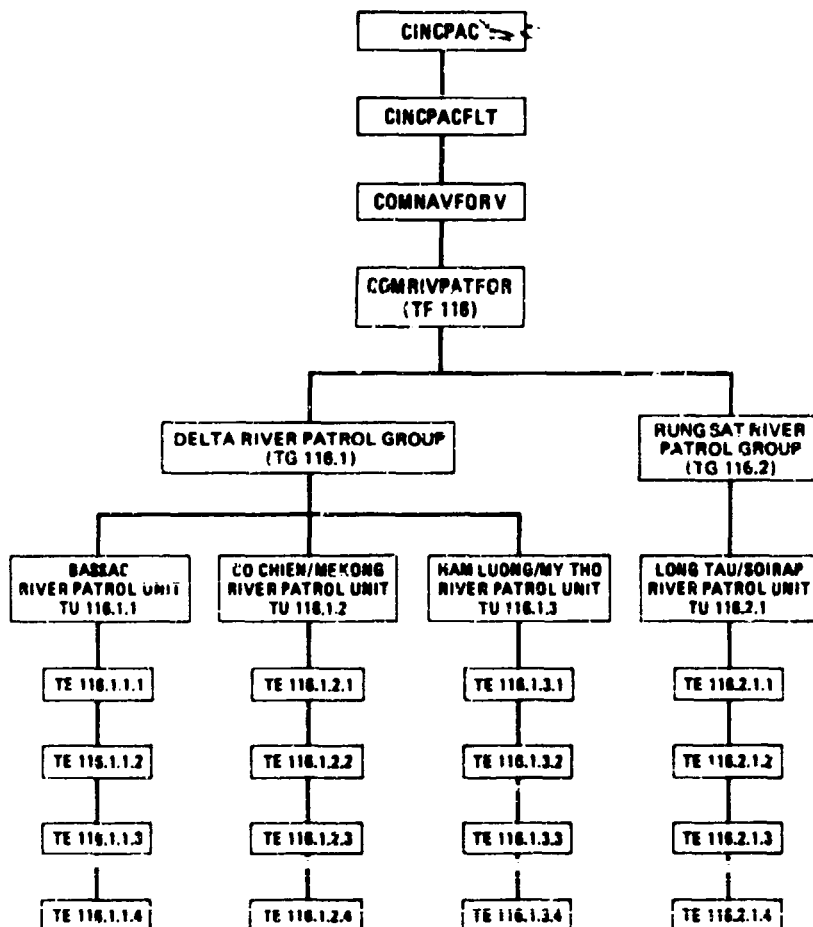 CINCPAC
CINCPACFLT
COMNAVFORV
COMRIVPATFOR
(TF 116)
DELTA RIVER PATROL GROUP
(TG 116.1)
RUNG SAT RIVER
PATROL GROUP
(TG 116.2)
BASSAC
RIVER PATROL UNIT
TU 116.1.1
CO CHIEN/MEKONG
RIVER PATROL UNIT
TU 116.1.2
HAM LUONG/MY THO
RIVER PATROL UNIT
TU 116.1.3
LONG TAU/SOIRAP
RIVER PATROL UNIT
TU 116.2.1
TE 116.1.1.1
TE 116.1.2.1
TE 116.1.3.1
TE 116.2.1.1
TE 116.1.1.2
TE 116.1.2.2
TE 116.1.3.2
TE 116.2.1.2
TE 116.1.1.3
TE 116.1.2.3
TE 116.1.3.3
TE 116.2.1.3
TE 116.1.1.4
TE 116.1.2.4
TE 116.1.3.4
TE 116.2.1.4